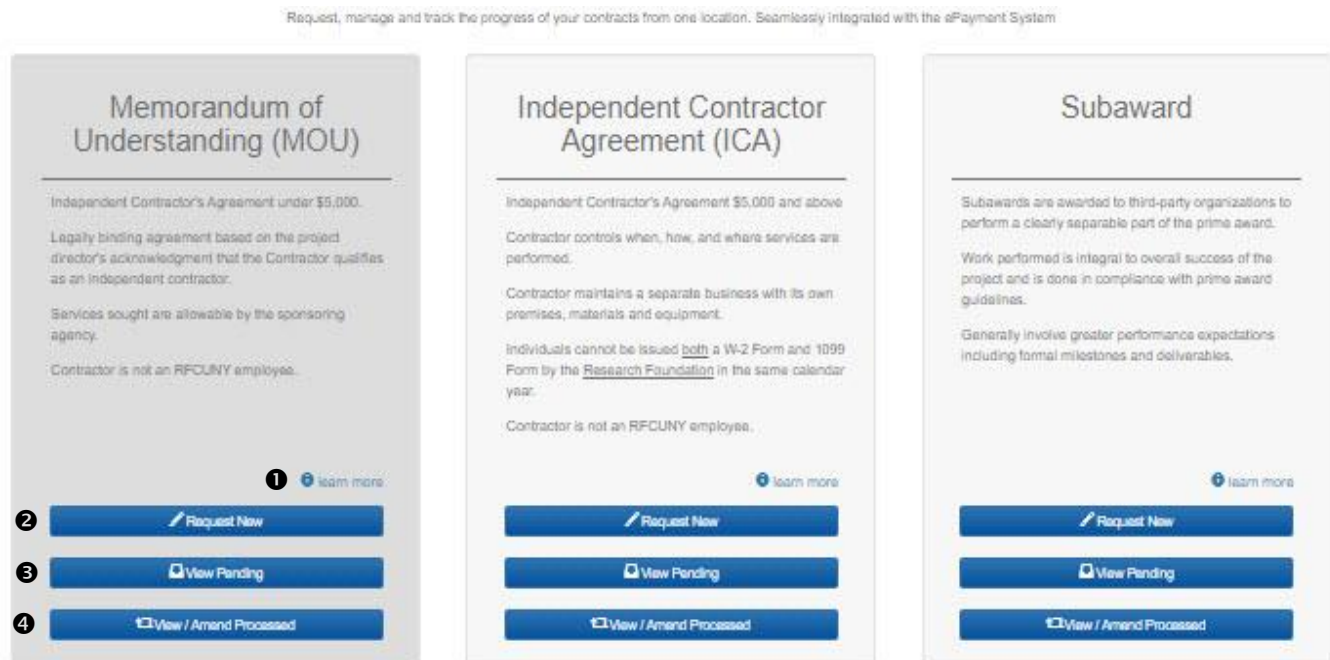 Request, manage and track the progress of your contracts from one location. Seamlessly integrated with the ePayment System
Memorandum of
Understanding (MOU)
Independent Contractor's Agreement under $5,000.
Legally binding agreement based on the project
director's acknowledgment that the Contractor qualifies
as an independent contractor.
Services sought are allowable by the sponsoring
agency.
Contractor is not an RFCUNY employee.
❶ learn more
❷ Request New
❸ View Pending
❹ View / Amend Processed
Independent Contractor
Agreement (ICA)
Independent Contractor's Agreement $5,000 and above
Contractor controls when, how, and where services are
performed.
Contractor maintains a separate business with its own
premises, materials and equipment.
Individuals cannot be issued both a W-2 Form and 1099
Form by the Research Foundation in the same calendar
year.
Contractor is not an RFCUNY employee.
learn more
Request New
View Pending
View / Amend Processed
Subaward
Subawards are awarded to third-party organizations to
perform a clearly separable part of the prime award.
Work performed is integral to overall success of the
project and is done in compliance with prime award
guidelines.
Generally involve greater performance expectations
including formal milestones and deliverables.
learn more
Request New
View Pending
View / Amend Processed